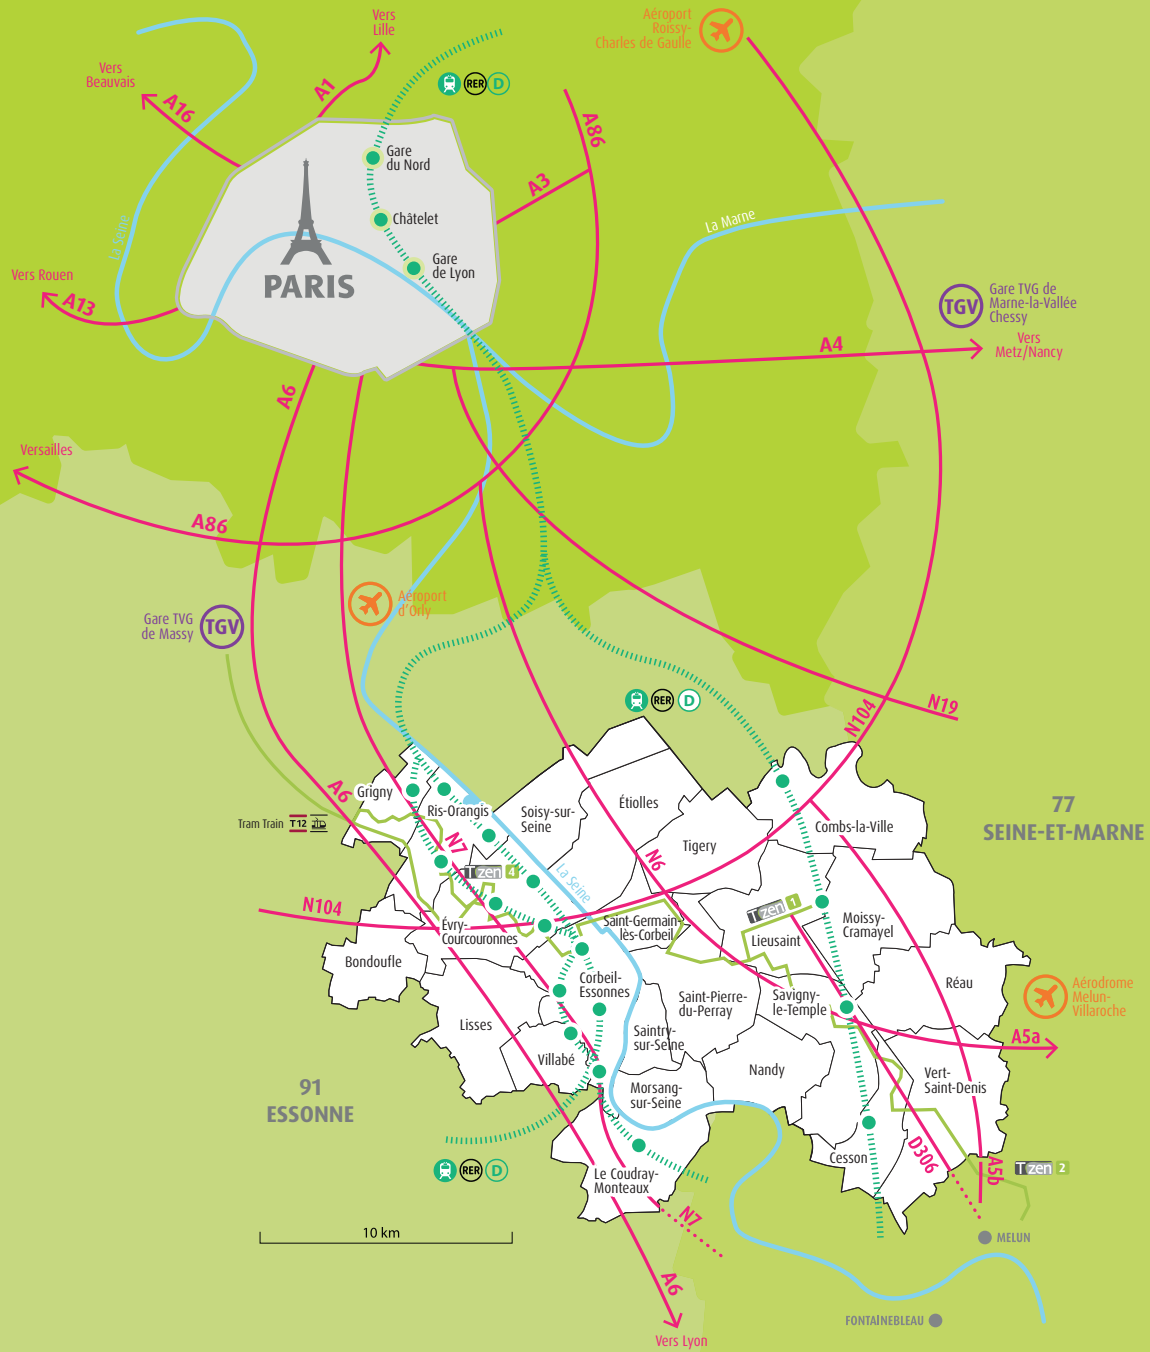 Vers
Lille
Aéroport
Roissy-
Charles de Gaulle
Vers
Beauvais
A16
A1
RER D
A86
Gare
du Nord
A3
Châtelet
La Marne
La Seine
Gare
de Lyon
PARIS
Vers Rouen
A13
TGV
Gare TVG de
Marne-la-Vallée
Chessy
Vers
Metz/Nancy
A4
A6
Versailles
A86
Aéroport
d'Orly
Gare TVG
de Massy
TGV
RER D
N19
N104
A6
Grigny
Ris-Orangis
Soisy-sur-
Seine
Étiolles
Tigery
Combs-la-Ville
77
SEINE-ET-MARNE
Tram Train T12
N7
Tzen 4
La Seine
N6
Tzen 1
N104
Évry-
Courcouronnes
Saint-Germain-
lès-Corbeil
Lieusaint
Moissy-
Cramayel
Bondoufle
Corbeil-
Essonnes
Saint-Pierre-
du-Perray
Savigny-
le-Temple
Réau
Aérodrome
Melun-
Villaroche
Lisses
Saintry-
sur-Seine
A5a
Villabé
Nandy
Vert-
Saint-Denis
Morsang-
sur-Seine
91
ESSONNE
Cesson
D306
A5b
Tzen 2
RER D
Le Coudray-
Monteaux
N7
10 km
MELUN
A6
FONTAINEBLEAU
Vers Lyon